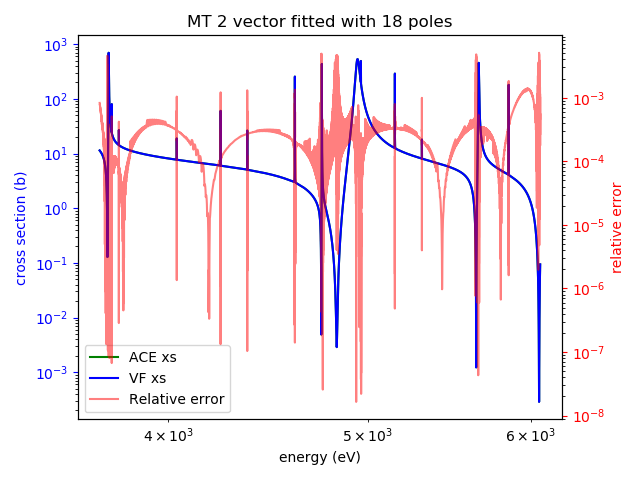 MT 2 vector fitted with 18 poles
10³
10²
10¹
10⁰
10⁻¹
10⁻²
10⁻³
cross section (b)
10⁻³
10⁻⁴
10⁻⁵
10⁻⁶
10⁻⁷
10⁻⁸
relative error
ACE xs
VF xs
Relative error
4 × 10³
5 × 10³
6 × 10³
energy (eV)